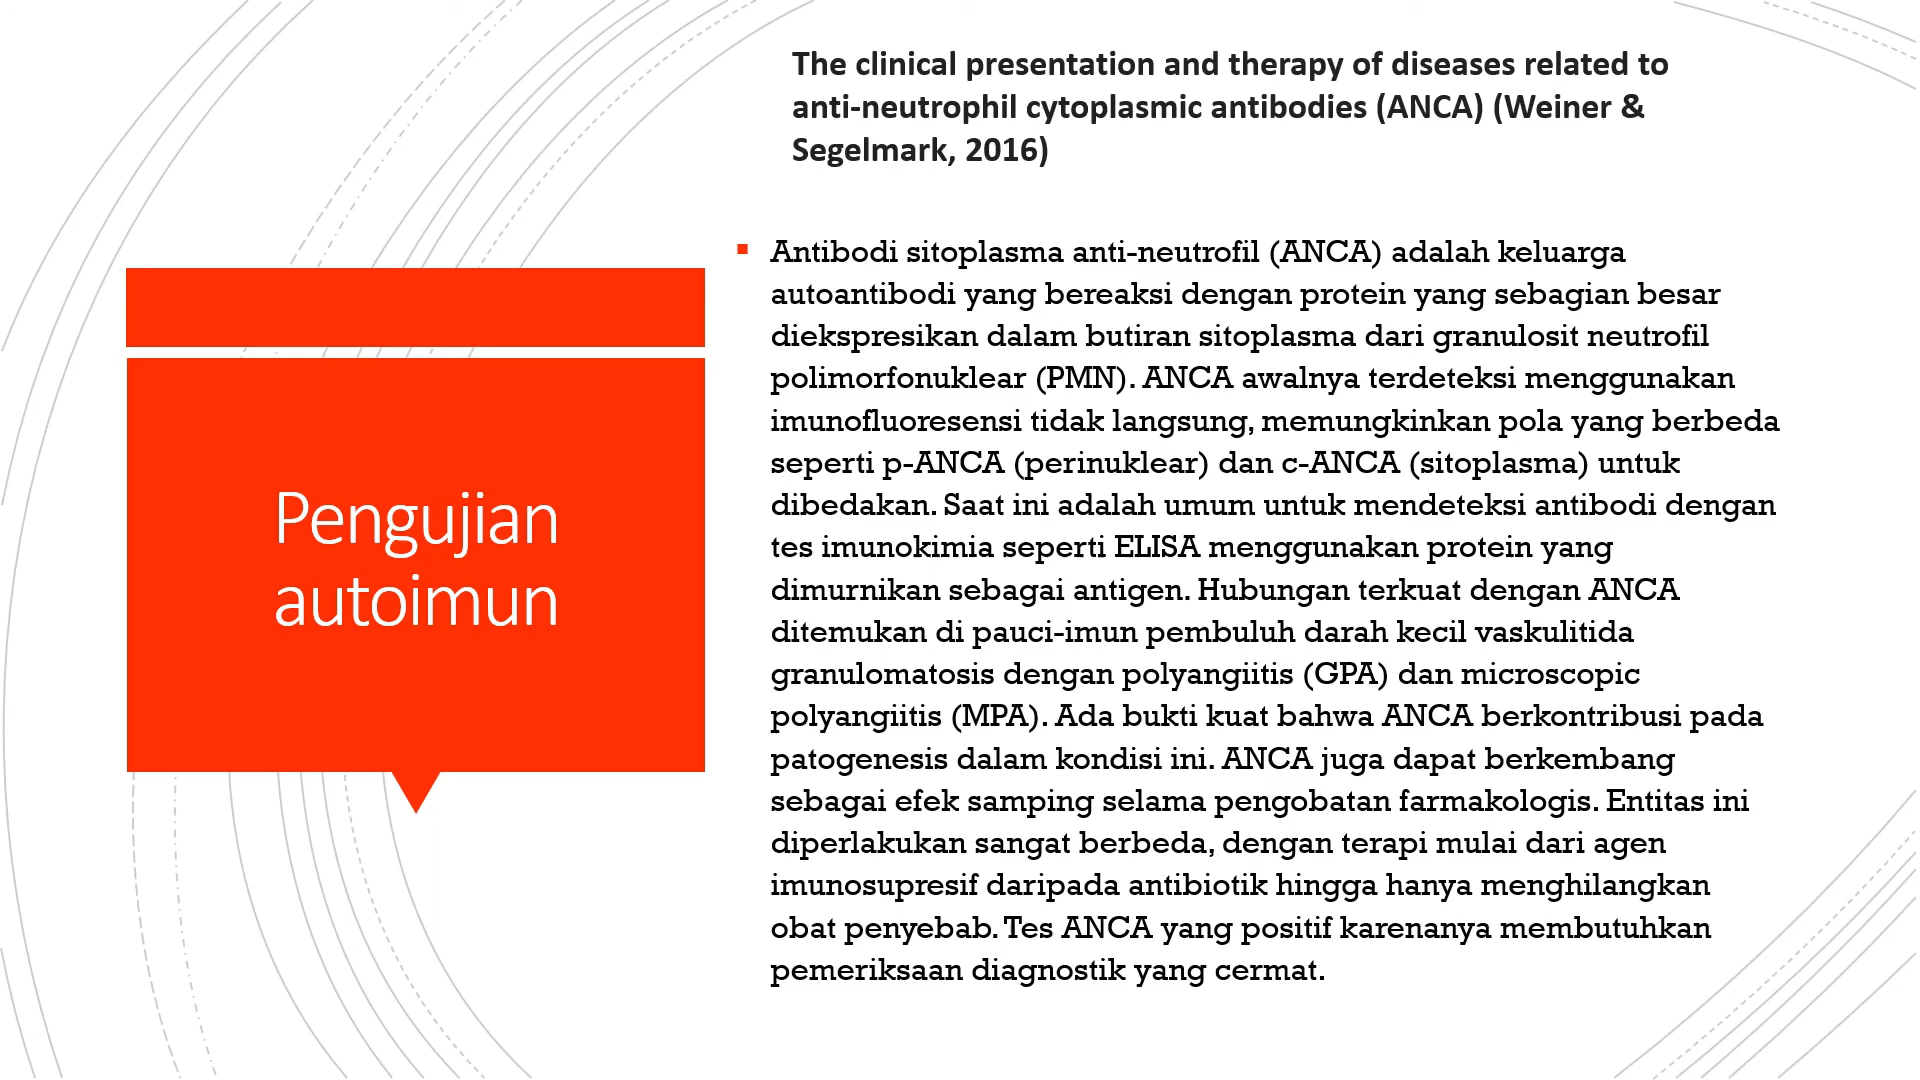 The clinical presentation and therapy of diseases related to
anti-neutrophil cytoplasmic antibodies (ANCA) (Weiner &
Segelmark, 2016)
Pengujian
autoimun
Antibodi sitoplasma anti-neutrofil (ANCA) adalah keluarga
autoantibodi yang bereaksi dengan protein yang sebagian besar
diekspresikan dalam butiran sitoplasma dari granulosit neutrofil
polimorfonuklear (PMN). ANCA awalnya terdeteksi menggunakan
imunofluoresensi tidak langsung, memungkinkan pola yang berbeda
seperti p-ANCA (perinuklear) dan c-ANCA (sitoplasma) untuk
dibedakan. Saat ini adalah umum untuk mendeteksi antibodi dengan
tes imunokimia seperti ELISA menggunakan protein yang
dimurnikan sebagai antigen. Hubungan terkuat dengan ANCA
ditemukan di pauci-imun pembuluh darah kecil vaskulitida
granulomatosis dengan polyangiitis (GPA) dan microscopic
polyangiitis (MPA). Ada bukti kuat bahwa ANCA berkontribusi pada
patogenesis dalam kondisi ini. ANCA juga dapat berkembang
sebagai efek samping selama pengobatan farmakologis. Entitas ini
diperlakukan sangat berbeda, dengan terapi mulai dari agen
imunosupresif daripada antibiotik hingga hanya menghilangkan
obat penyebab. Tes ANCA yang positif karenanya membutuhkan
pemeriksaan diagnostik yang cermat.